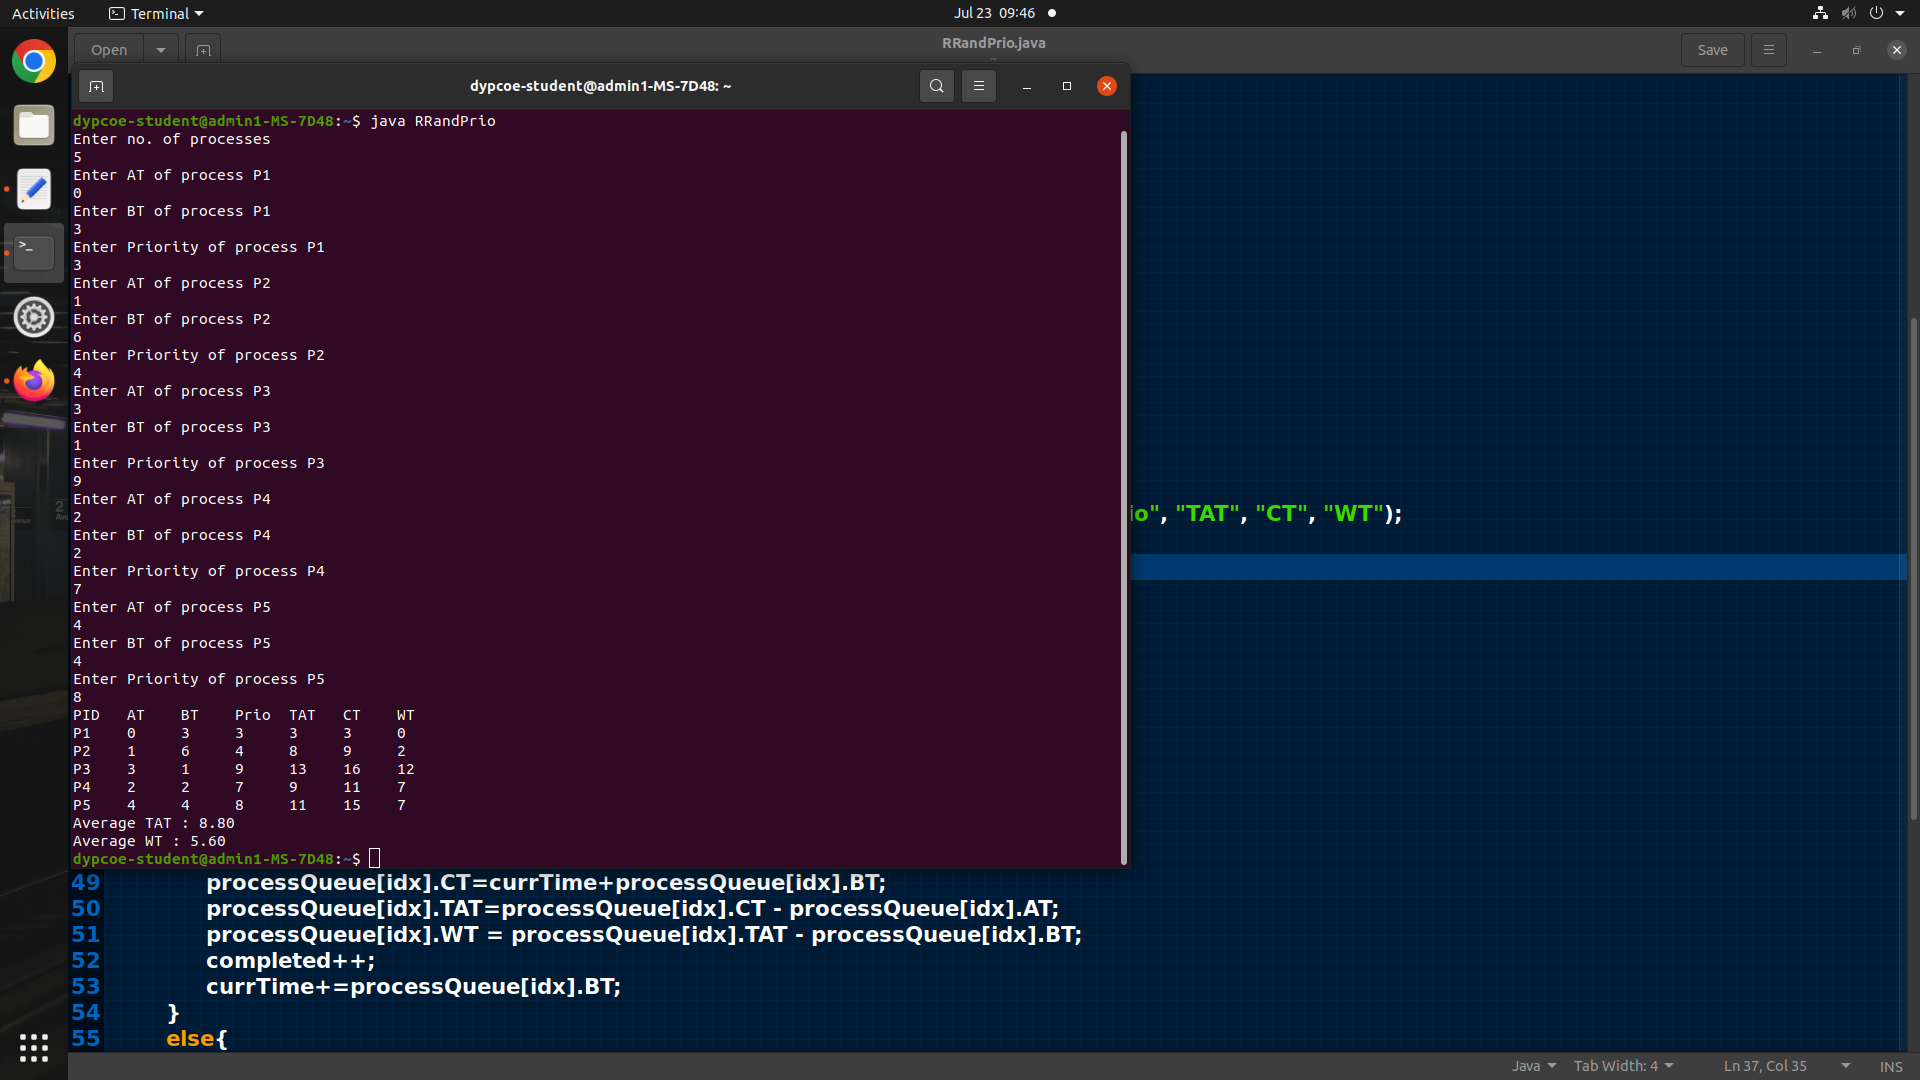 Activities Terminal Jul 23 09:46
Open RRandPrio.java Save
~
dypcoe-student@admin1-MS-7D48: ~
dypcoe-student@admin1-MS-7D48:~$ java RRandPrio
Enter no. of processes
5
Enter AT of process P1
0
Enter BT of process P1
3
Enter Priority of process P1
3
Enter AT of process P2
1
Enter BT of process P2
6
Enter Priority of process P2
4
Enter AT of process P3
3
Enter BT of process P3
1
Enter Priority of process P3
9
Enter AT of process P4
2
Enter BT of process P4
2
Enter Priority of process P4
7
Enter AT of process P5
4
Enter BT of process P5
4
Enter Priority of process P5
8
PID AT BT Prio TAT CT WT
P1 0 3 3 3 3 0
P2 1 6 4 8 9 2
P3 3 1 9 13 16 12
P4 2 2 7 9 11 7
P5 4 4 8 11 15 7
Average TAT : 8.80
Average WT : 5.60
dypcoe-student@admin1-MS-7D48:~$
io", "TAT", "CT", "WT");
49 processQueue[idx].CT=currTime+processQueue[idx].BT;
50 processQueue[idx].TAT=processQueue[idx].CT - processQueue[idx].AT;
51 processQueue[idx].WT = processQueue[idx].TAT - processQueue[idx].BT;
52 completed++;
53 currTime+=processQueue[idx].BT;
54 }
55 else{
Java Tab Width: 4 Ln 37, Col 35 INS